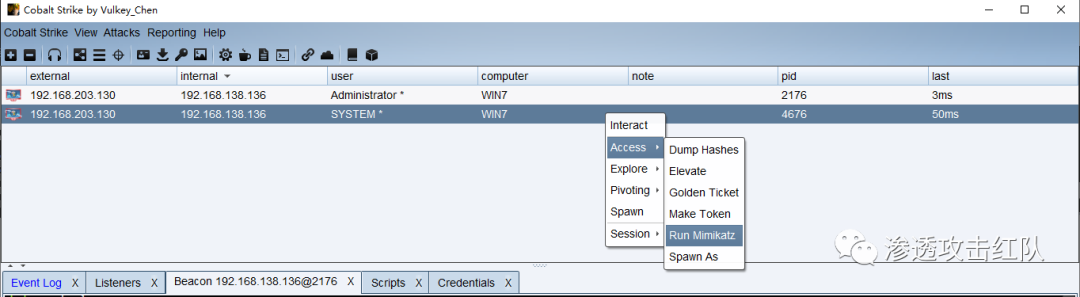 Cobalt Strike by Vulkey_Chen
Cobalt Strike View Attacks Reporting Help
external internal user computer note pid last
192.168.203.130 192.168.138.136 Administrator * WIN7 2176 3ms
192.168.203.130 192.168.138.136 SYSTEM * WIN7 4676 50ms
Interact
Access
Explore
Pivoting
Spawn
Session
Dump Hashes
Elevate
Golden Ticket
Make Token
Run Mimikatz
Spawn As
渗透攻击红队
Event Log X Listeners X Beacon 192.168.138.136@2176 X Scripts X Credentials X